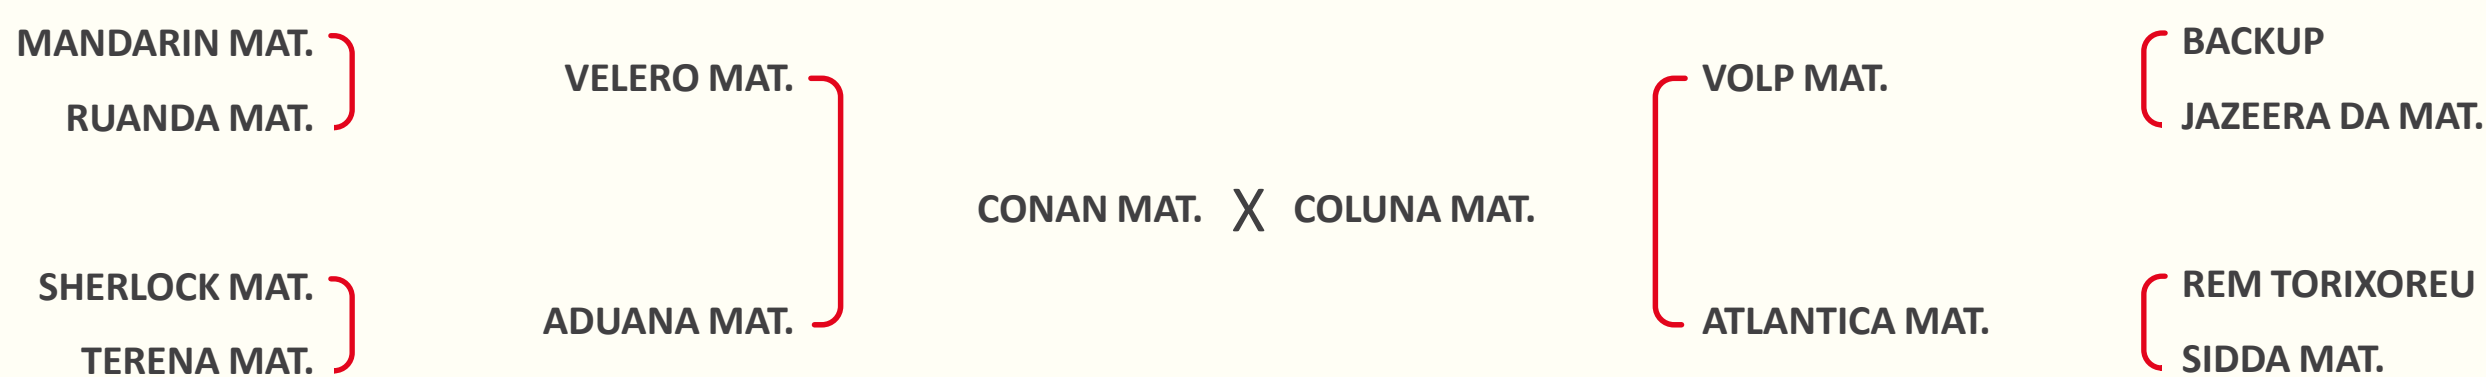 MANDARIN MAT.
RUANDA MAT.
SHERLOCK MAT.
TERENA MAT.
VELERO MAT.
ADUANA MAT.
CONAN MAT. X COLUNA MAT.
VOLP MAT.
ATLANTICA MAT.
BACKUP
JAZEERA DA MAT.
REM TORIXOREU
SIDDA MAT.